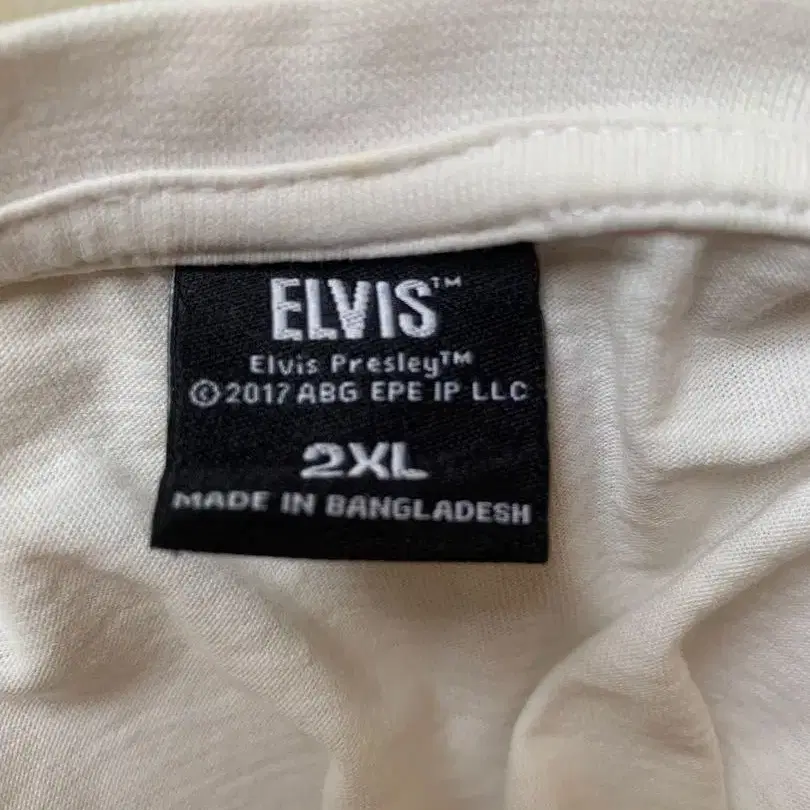 ELVIS™
Elvis Presley™
©2017 ABG EPE IP LLC
2XL
MADE IN BANGLADESH